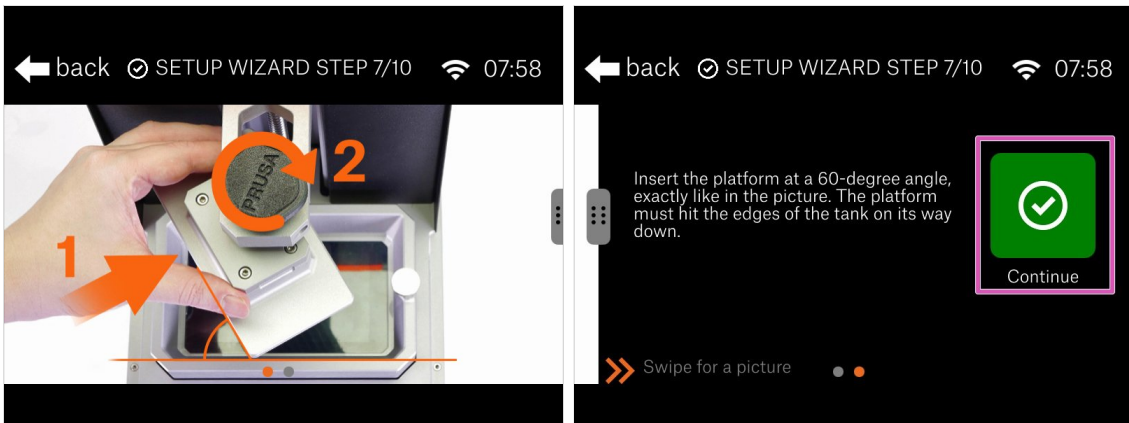 back SETUP WIZARD STEP 7/10 07:58
2
PRUSA
1
back SETUP WIZARD STEP 7/10 07:58
Insert the platform at a 60-degree angle,
exactly like in the picture. The platform
must hit the edges of the tank on its way
down.
Continue
Swipe for a picture